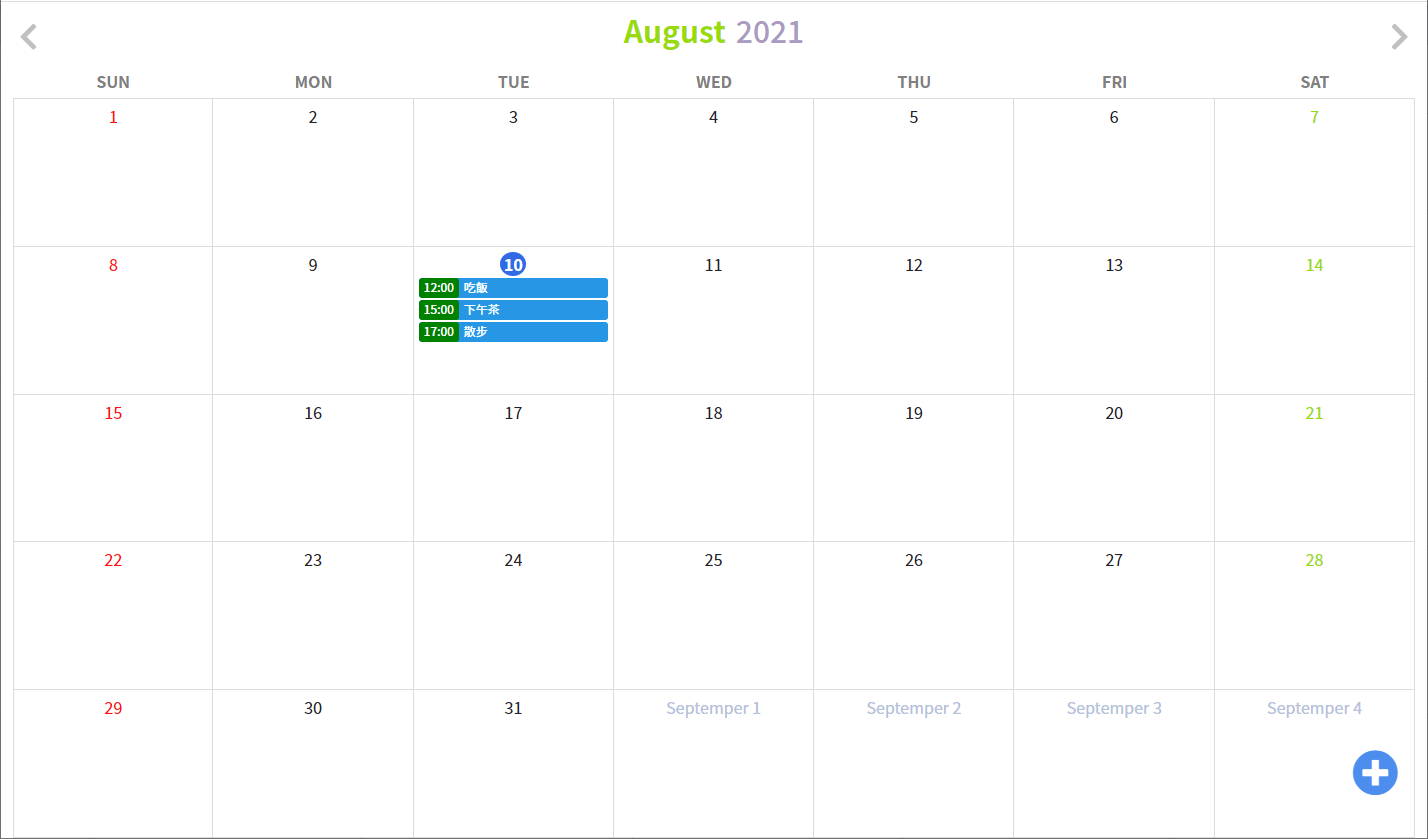 August 2021
SUN MON TUE WED THU FRI SAT
1 2 3 4 5 6 7
8 9 10 11 12 13 14
12:00 吃飯
15:00 下午茶
17:00 散步
15 16 17 18 19 20 21
22 23 24 25 26 27 28
29 30 31 Septemper 1 Septemper 2 Septemper 3 Septemper 4